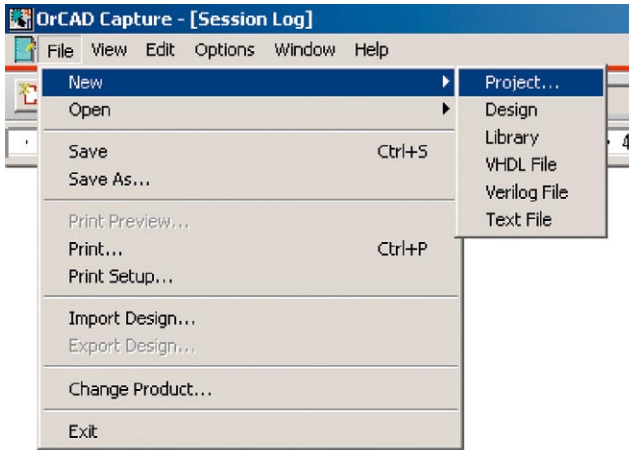 OrCAD Capture - [Session Log]
File View Edit Options Window Help
New
Open
Save Ctrl+S
Save As...
Print Preview...
Print... Ctrl+P
Print Setup...
Import Design...
Export Design...
Change Product...
Exit
Project...
Design
Library
VHDL File
Verilog File
Text File
4